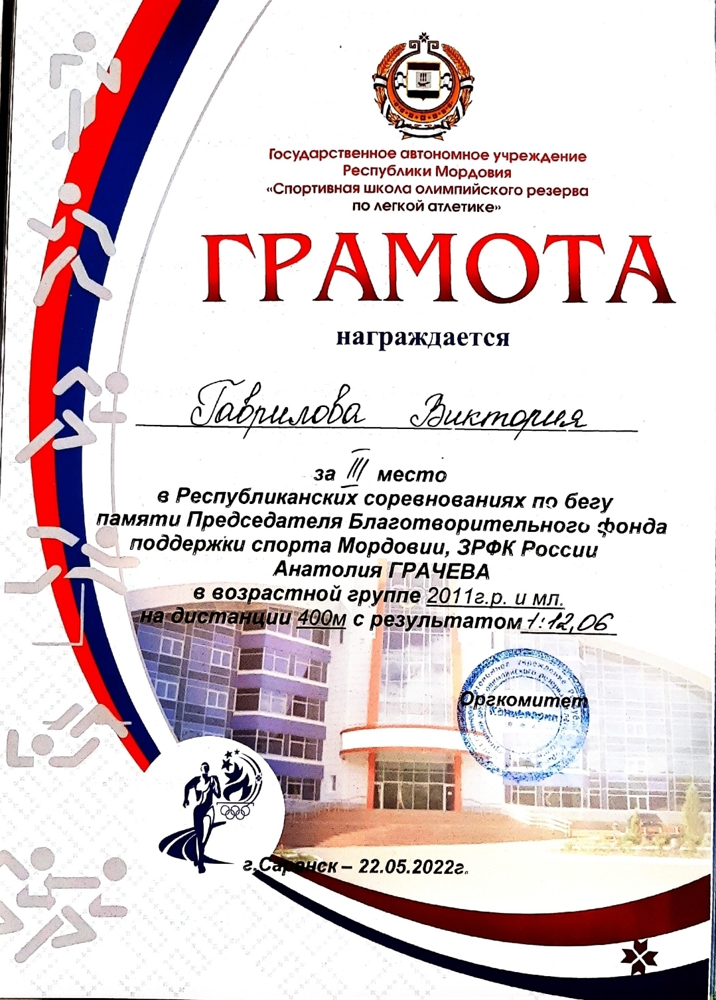 Государственное автономное учреждение
Республики Мордовия
«Спортивная школа олимпийского резерва
по легкой атлетике»
ГРАМОТА
награждается
Гаврилова Виктория
за III место
в Республиканских соревнованиях по бегу
памяти Председателя Благотворительного фонда
поддержки спорта Мордовии, ЗРФК России
Анатолия ГРАЧЕВА
в возрастной группе 2011г.р. и мл.
на дистанции 400м с результатом 1:12,06
Оргкомитет
г.Саранск – 22.05.2022г.